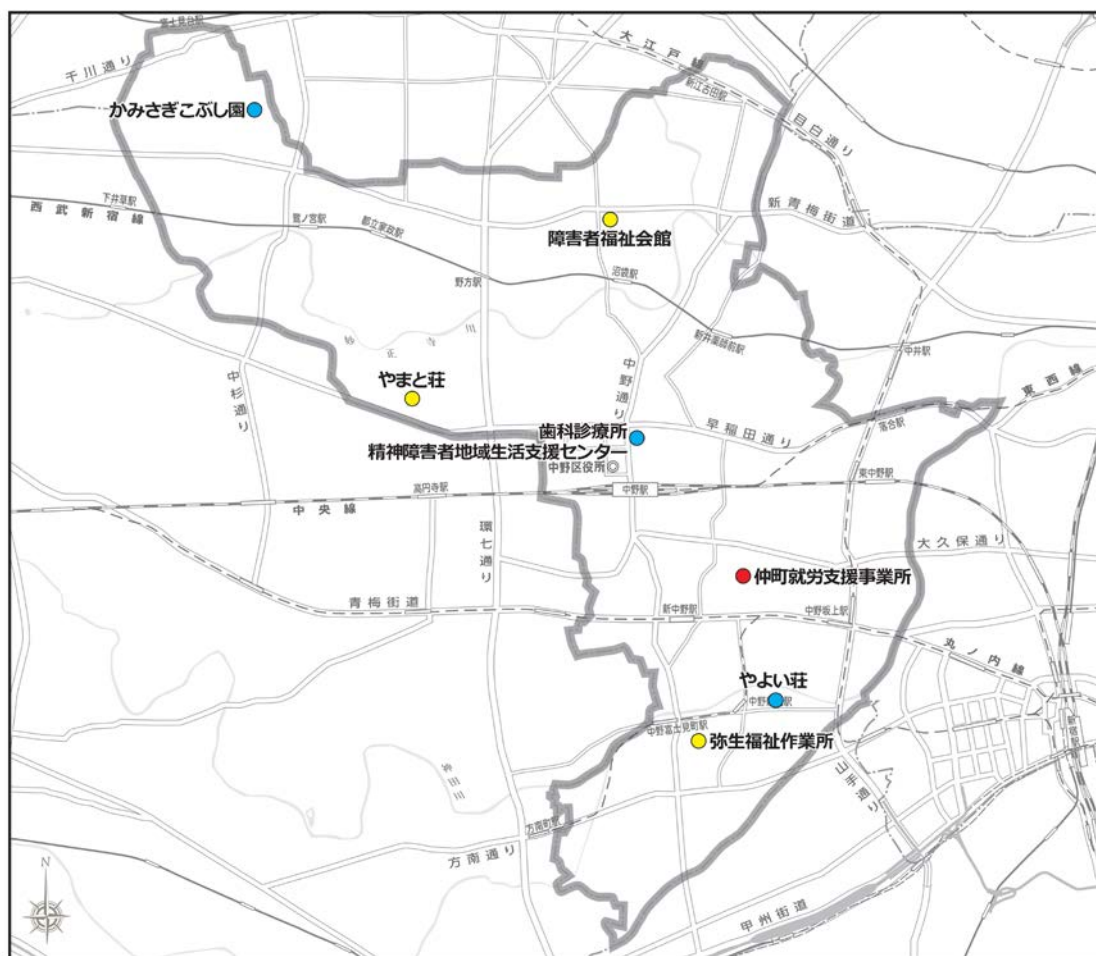 富士見台駅
千川通り
大江戸線
新江古田駅
目白通り
かみさぎこぶし園
下井草駅
西武新宿線
鷺ノ宮駅
都立家政駅
新青梅街道
障害者福祉会館
野方駅
沼袋駅
妙正寺川
新井薬師前駅
中井駅
中杉通り
やまと荘
中野通り
東西線
早稲田通り
落合駅
歯科診療所
精神障害者地域生活支援センター
中野区役所◎
高円寺駅
中野駅
東中野駅
中央線
環七通り
大久保通り
仲町就労支援事業所
青梅街道
新中野駅
中野坂上駅
丸ノ内線
やよい荘
新宿駅
中野富士見町駅
弥生福祉作業所
山手通り
方南町駅
方南通り
甲州街道
N